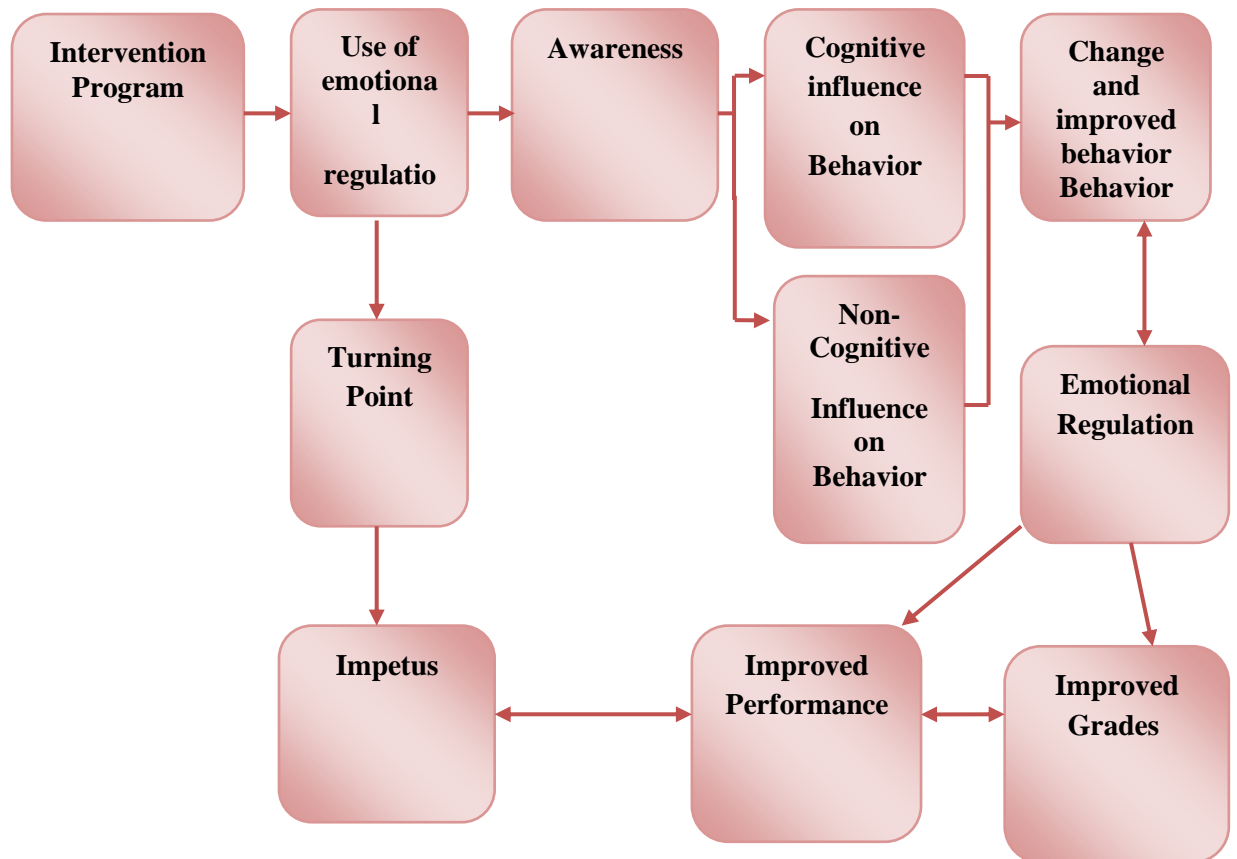 Intervention
Program
Use of
emotiona
l
regulatio
Awareness
Cognitive
influence
on
Behavior
Change
and
improved
behavior
Behavior
Turning
Point
Non-
Cognitive
Influence
on
Behavior
Emotional
Regulation
Impetus
Improved
Performance
Improved
Grades